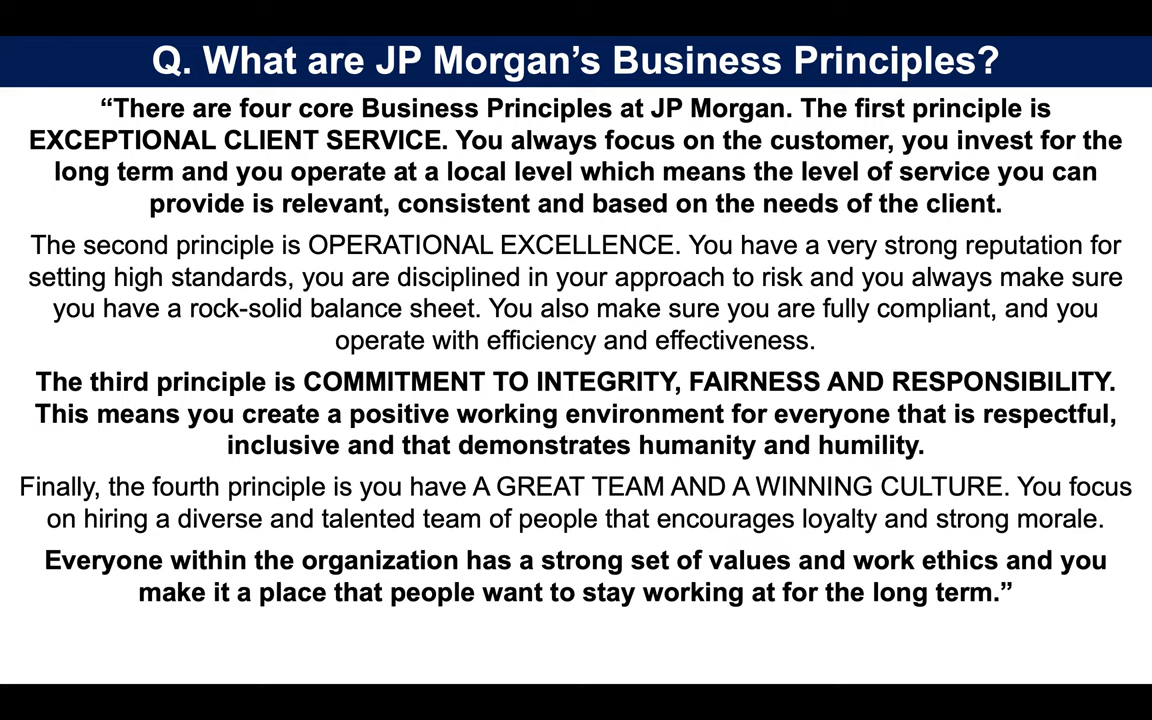 Q. What are JP Morgan’s Business Principles?
“There are four core Business Principles at JP Morgan. The first principle is
EXCEPTIONAL CLIENT SERVICE. You always focus on the customer, you invest for the
long term and you operate at a local level which means the level of service you can
provide is relevant, consistent and based on the needs of the client.
The second principle is OPERATIONAL EXCELLENCE. You have a very strong reputation for
setting high standards, you are disciplined in your approach to risk and you always make sure
you have a rock-solid balance sheet. You also make sure you are fully compliant, and you
operate with efficiency and effectiveness.
The third principle is COMMITMENT TO INTEGRITY, FAIRNESS AND RESPONSIBILITY.
This means you create a positive working environment for everyone that is respectful,
inclusive and that demonstrates humanity and humility.
Finally, the fourth principle is you have A GREAT TEAM AND A WINNING CULTURE. You focus
on hiring a diverse and talented team of people that encourages loyalty and strong morale.
Everyone within the organization has a strong set of values and work ethics and you
make it a place that people want to stay working at for the long term.”